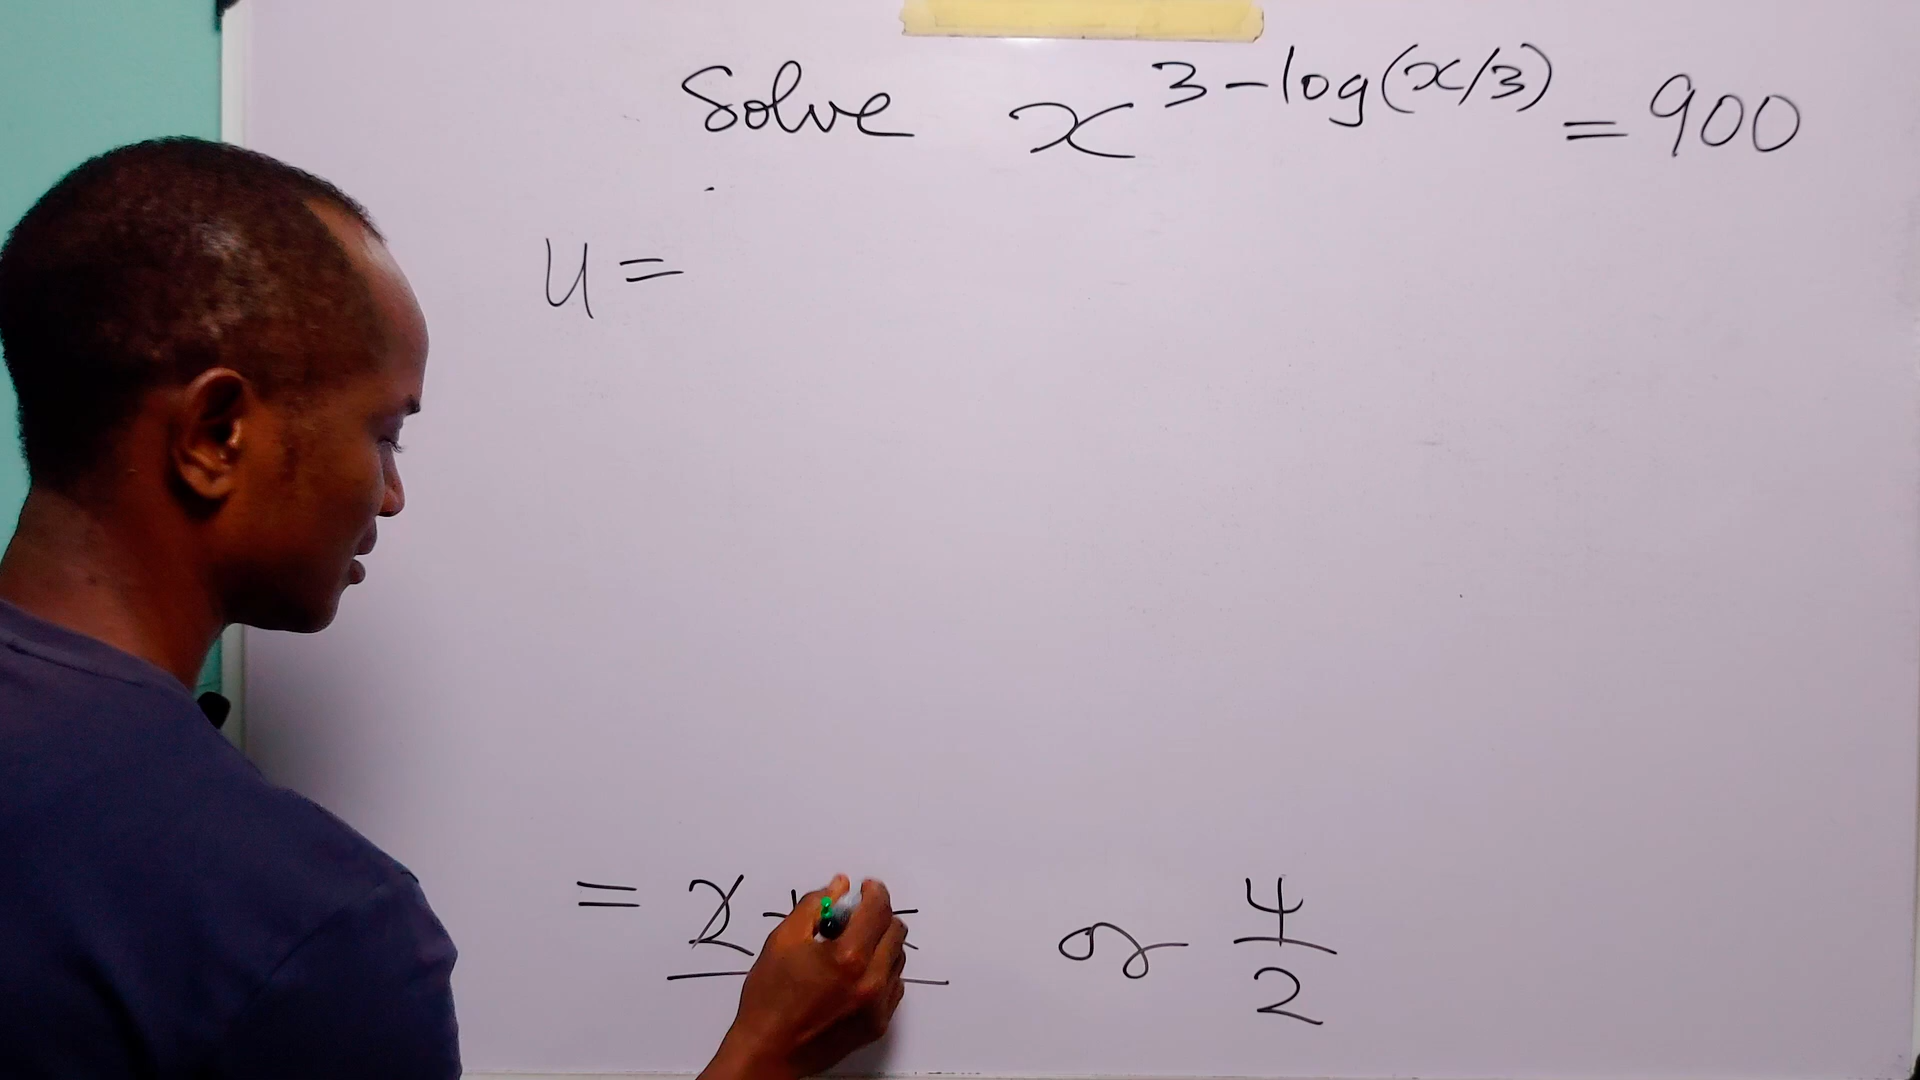 Solve x^{3-log(x/3)} = 900
u =
= 2 or 4/2